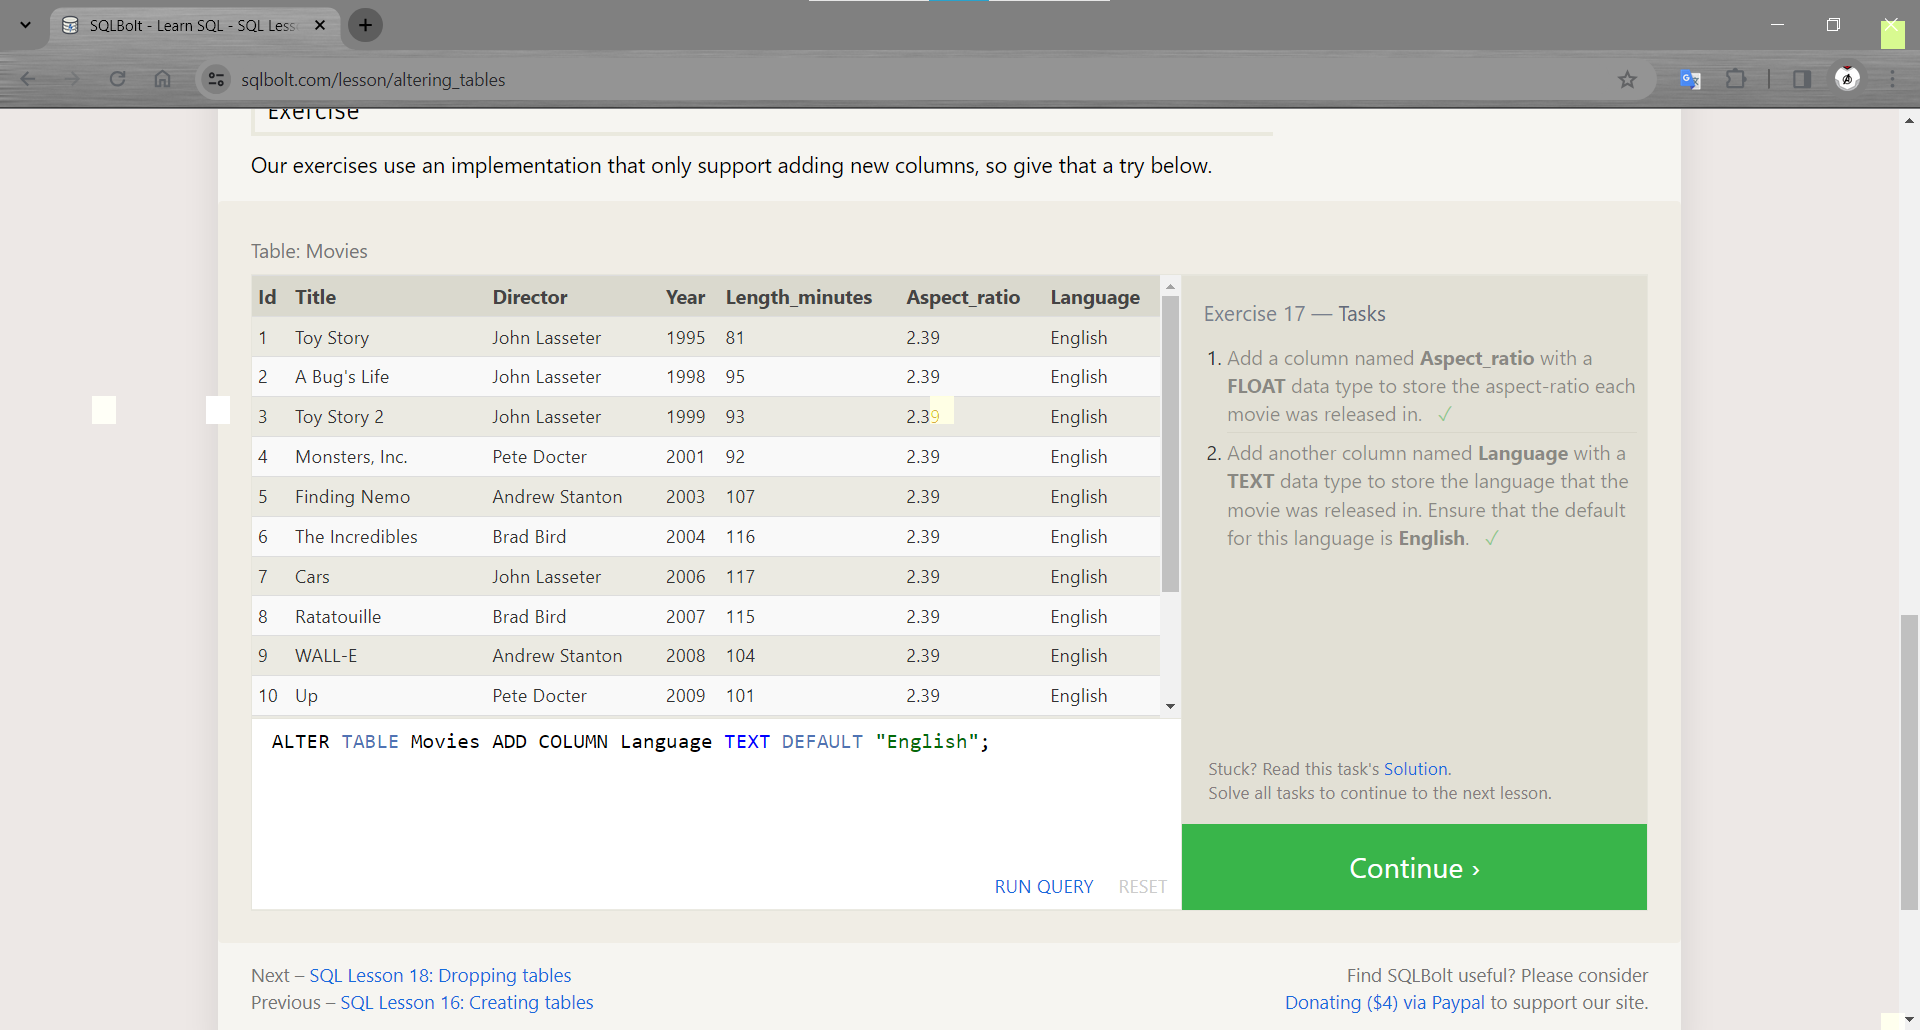 SQLBolt - Learn SQL - SQL Less
sqlbolt.com/lesson/altering_tables
Exercise
Our exercises use an implementation that only support adding new columns, so give that a try below.
Table: Movies
Id Title Director Year Length_minutes Aspect_ratio Language
1 Toy Story John Lasseter 1995 81 2.39 English
2 A Bug's Life John Lasseter 1998 95 2.39 English
3 Toy Story 2 John Lasseter 1999 93 2.39 English
4 Monsters, Inc. Pete Docter 2001 92 2.39 English
5 Finding Nemo Andrew Stanton 2003 107 2.39 English
6 The Incredibles Brad Bird 2004 116 2.39 English
7 Cars John Lasseter 2006 117 2.39 English
8 Ratatouille Brad Bird 2007 115 2.39 English
9 WALL-E Andrew Stanton 2008 104 2.39 English
10 Up Pete Docter 2009 101 2.39 English
ALTER TABLE Movies ADD COLUMN Language TEXT DEFAULT "English";
RUN QUERY RESET
Exercise 17 — Tasks
1. Add a column named Aspect_ratio with a
FLOAT data type to store the aspect-ratio each
movie was released in. ✓
2. Add another column named Language with a
TEXT data type to store the language that the
movie was released in. Ensure that the default
for this language is English. ✓
Stuck? Read this task's Solution.
Solve all tasks to continue to the next lesson.
Continue ›
Next – SQL Lesson 18: Dropping tables
Previous – SQL Lesson 16: Creating tables
Find SQLBolt useful? Please consider
Donating ($4) via Paypal to support our site.